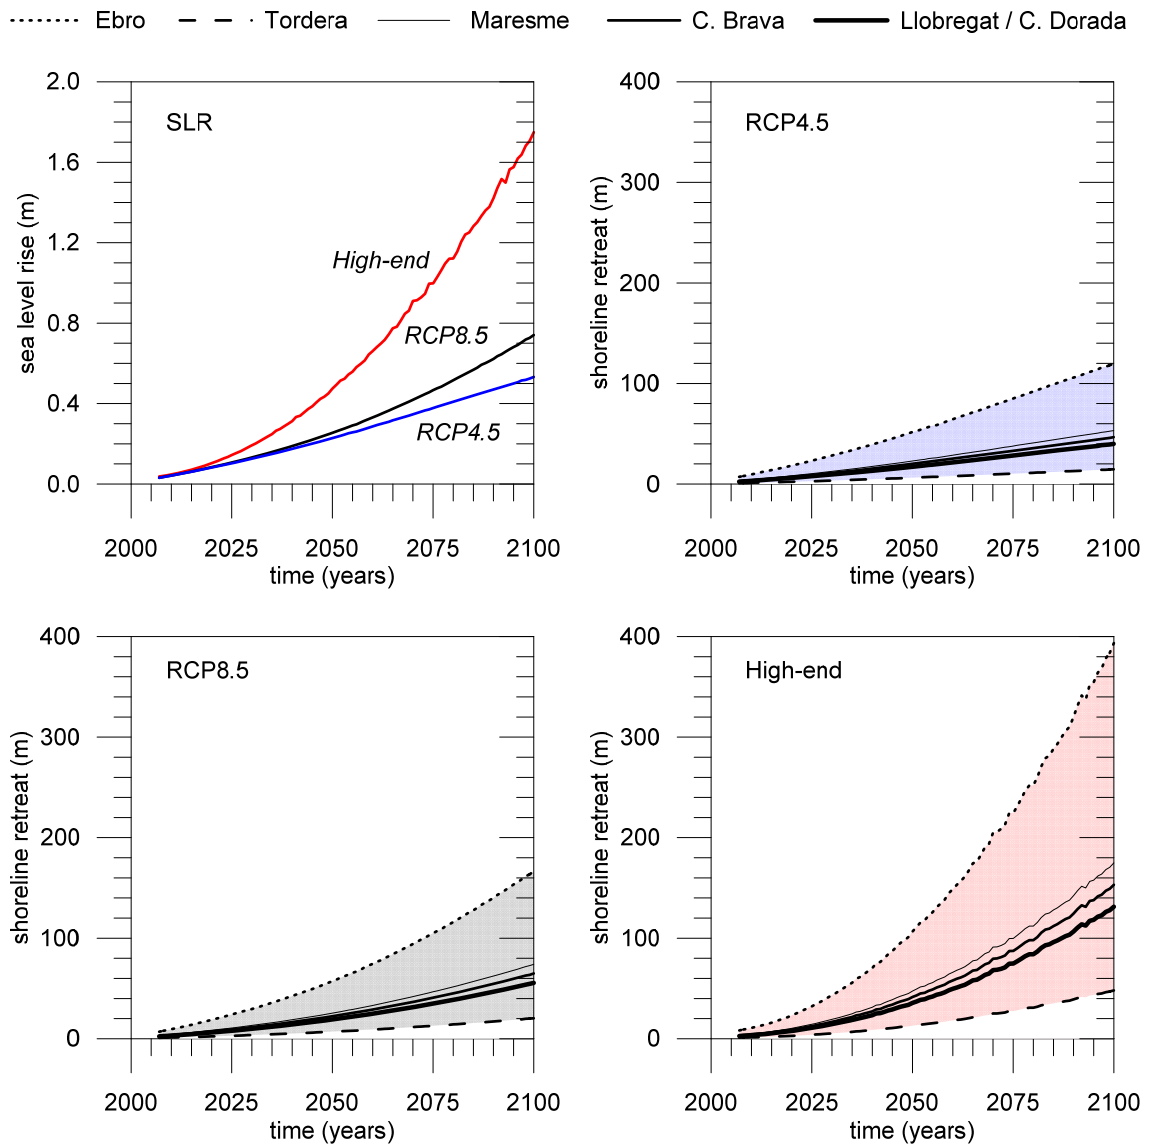 Ebro Tordera Maresme C. Brava Llobregat / C. Dorada
2.0
1.6
1.2
0.8
0.4
0.0
sea level rise (m)
SLR
High-end
RCP8.5
RCP4.5
2000 2025 2050 2075 2100
time (years)
400
300
200
100
0
shoreline retreat (m)
RCP4.5
2000 2025 2050 2075 2100
time (years)
400
300
200
100
0
shoreline retreat (m)
RCP8.5
2000 2025 2050 2075 2100
time (years)
400
300
200
100
0
shoreline retreat (m)
High-end
2000 2025 2050 2075 2100
time (years)